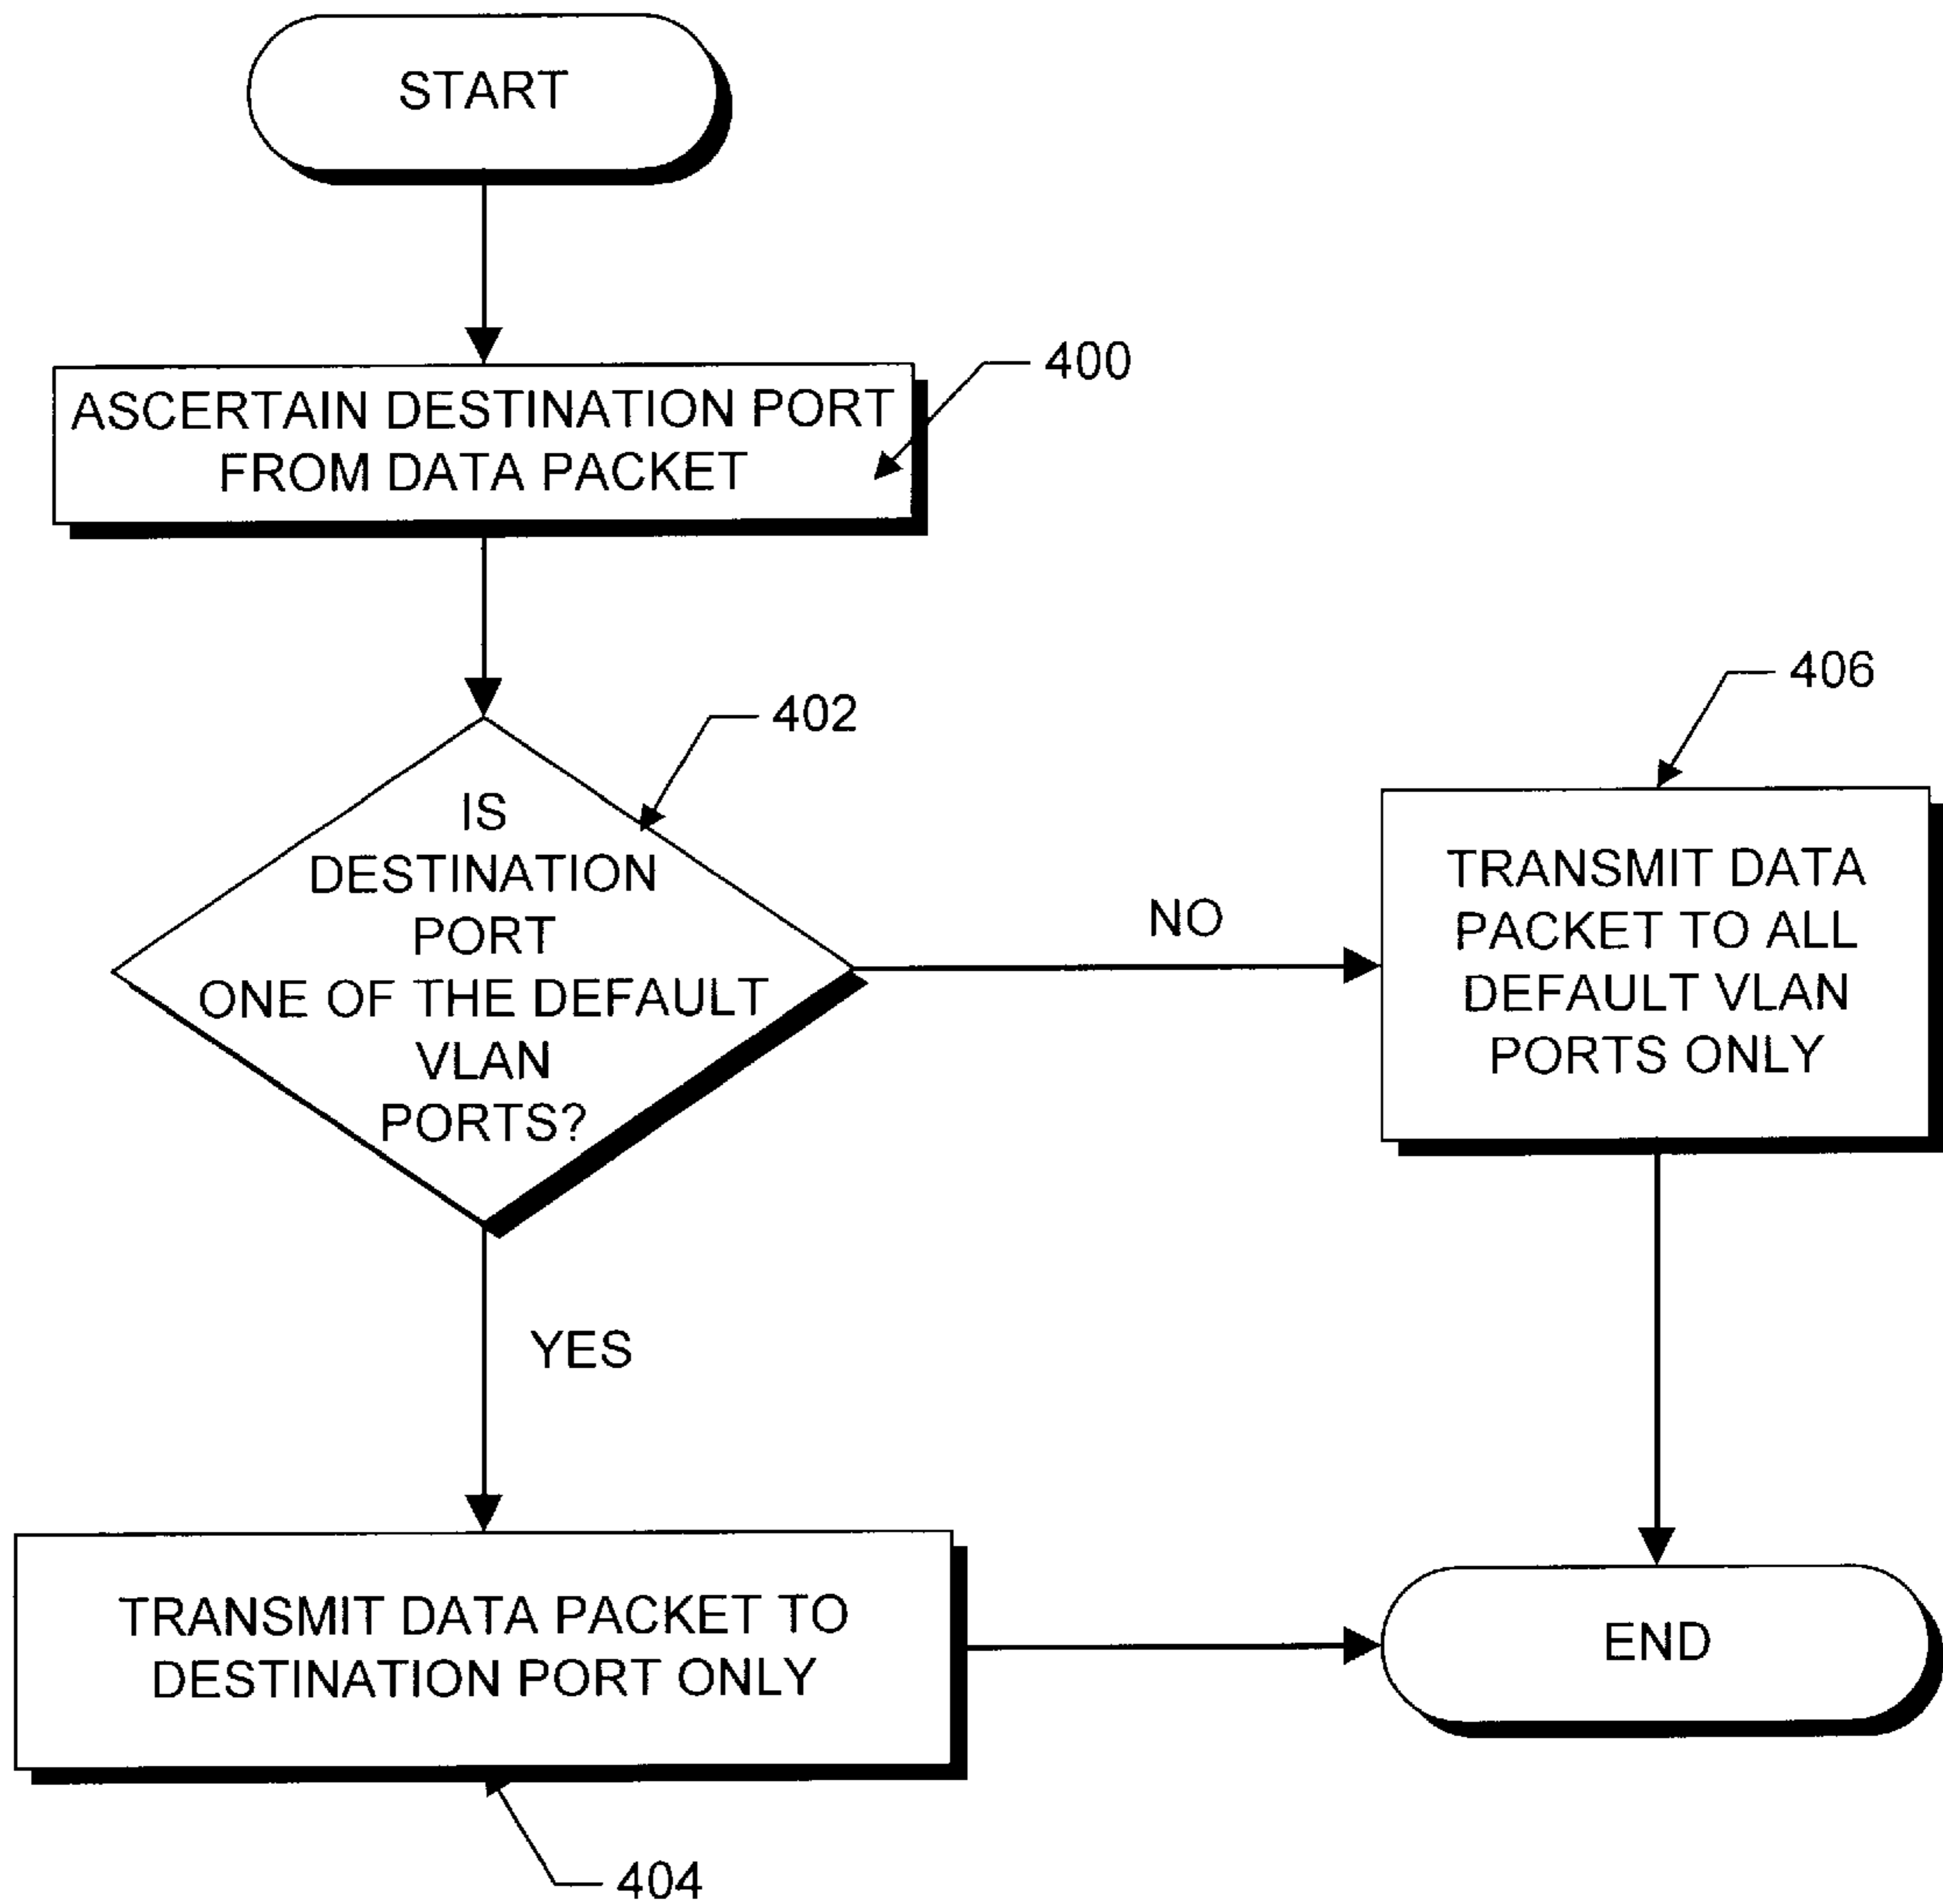 START
400
ASCERTAIN DESTINATION PORT
FROM DATA PACKET
402
IS
DESTINATION
PORT
ONE OF THE DEFAULT
VLAN
PORTS?
NO
406
TRANSMIT DATA
PACKET TO ALL
DEFAULT VLAN
PORTS ONLY
YES
TRANSMIT DATA PACKET TO
DESTINATION PORT ONLY
404
END